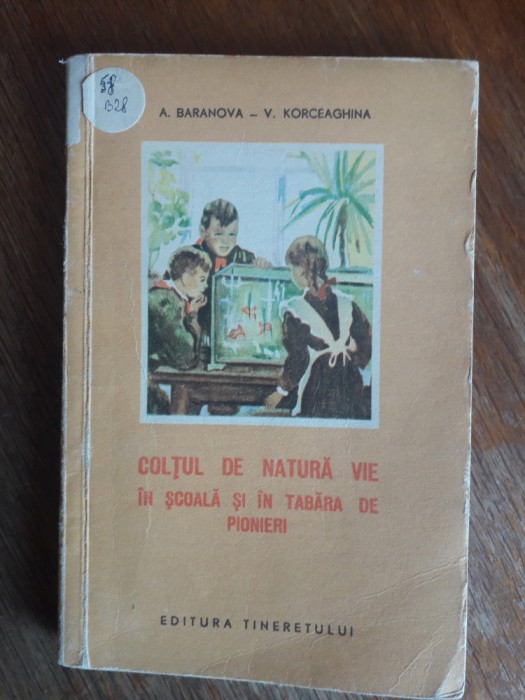 58
B28
A. BARANOVA – V. KORCEAGHINA
COLȚUL DE NATURĂ VIE
ÎN ȘCOALĂ ȘI ÎN TABĂRA DE
PIONIERI
EDITURA TINERETULUI